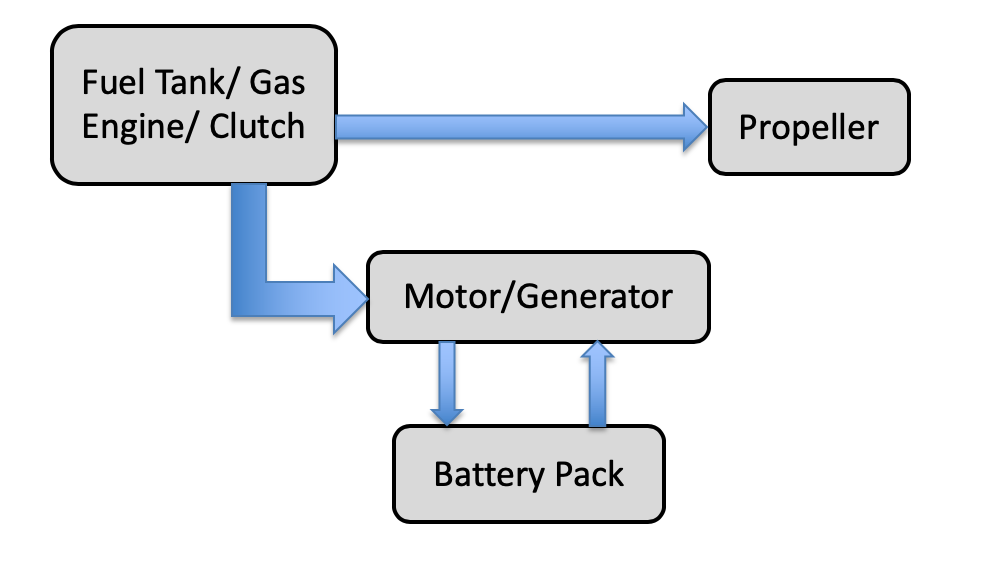 Fuel Tank/ Gas
Engine/ Clutch
Propeller
Motor/Generator
Battery Pack